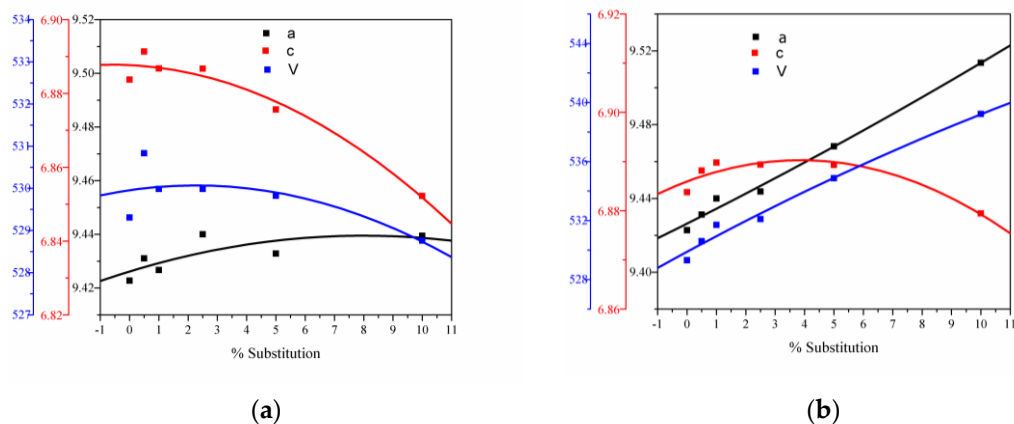 534
533
532
531
530
529
528
527
6.90
6.88
6.86
6.84
6.82
9.52
9.50
9.48
9.46
9.44
9.42
a
c
V
-1 0 1 2 3 4 5 6 7 8 9 10 11
% Substitution
(a)
544
540
536
532
528
6.92
6.90
6.88
6.86
9.52
9.48
9.44
9.40
a
c
V
-1 0 1 2 3 4 5 6 7 8 9 10 11
% Substitution
(b)